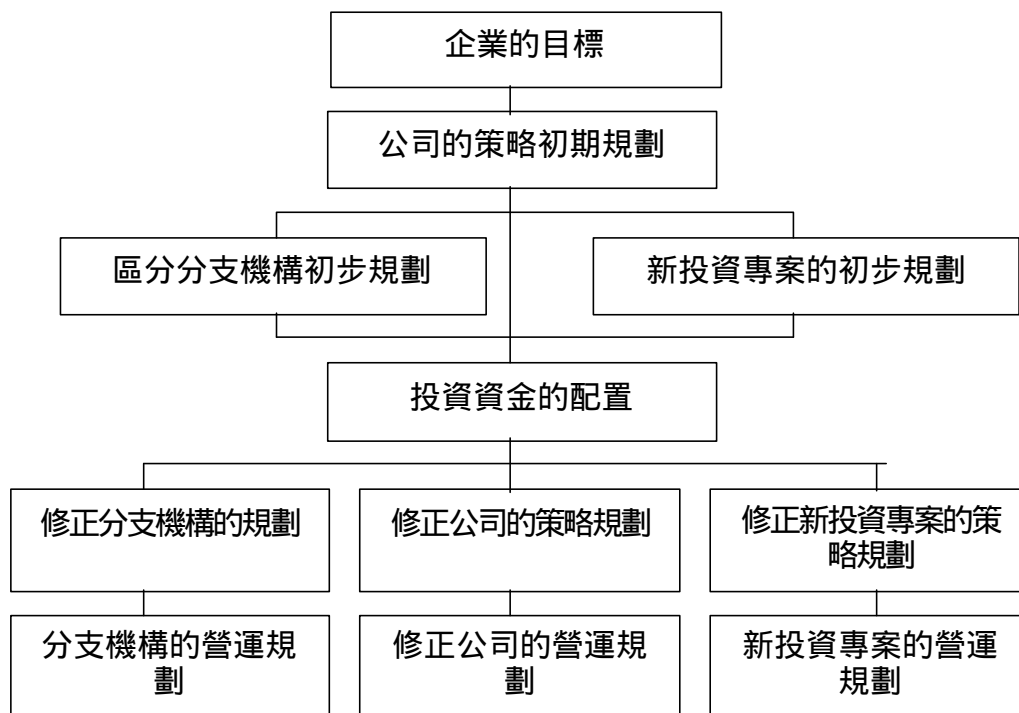 企業的目標
公司的策略初期規劃
區分分支機構初步規劃
新投資專案的初步規劃
投資資金的配置
修正分支機構的規劃
修正公司的策略規劃
修正新投資專案的策
略規劃
分支機構的營運規
劃
修正公司的營運規
劃
新投資專案的營運
規劃